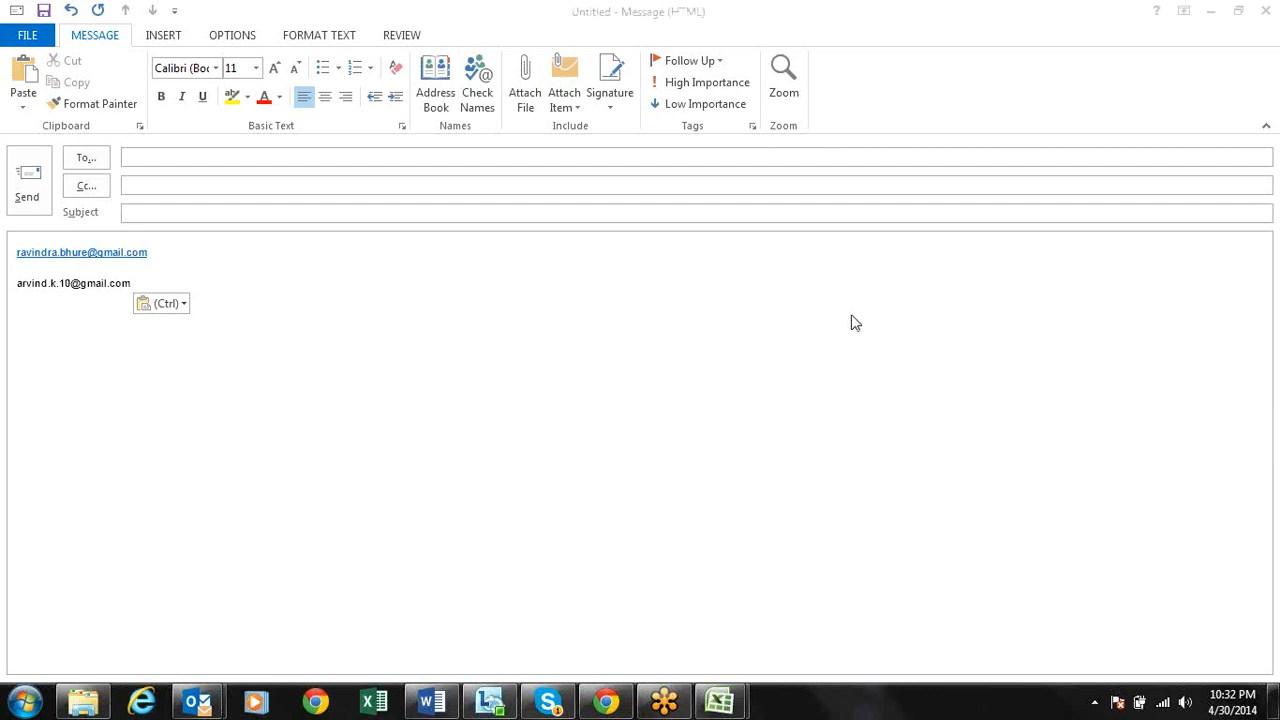 Untitled - Message (HTML)
?
FILE
MESSAGE
INSERT
OPTIONS
FORMAT TEXT
REVIEW
Paste
Cut
Copy
Format Painter
Clipboard
Calibri (Boc
11
B I U
Basic Text
Address Book
Check Names
Names
Attach File
Attach Item
Signature
Include
Follow Up
High Importance
Low Importance
Tags
Zoom
Zoom
Send
To...
Cc...
Subject
ravindra.bhure@gmail.com
arvind.k.10@gmail.com
(Ctrl)
10:32 PM
4/30/2014